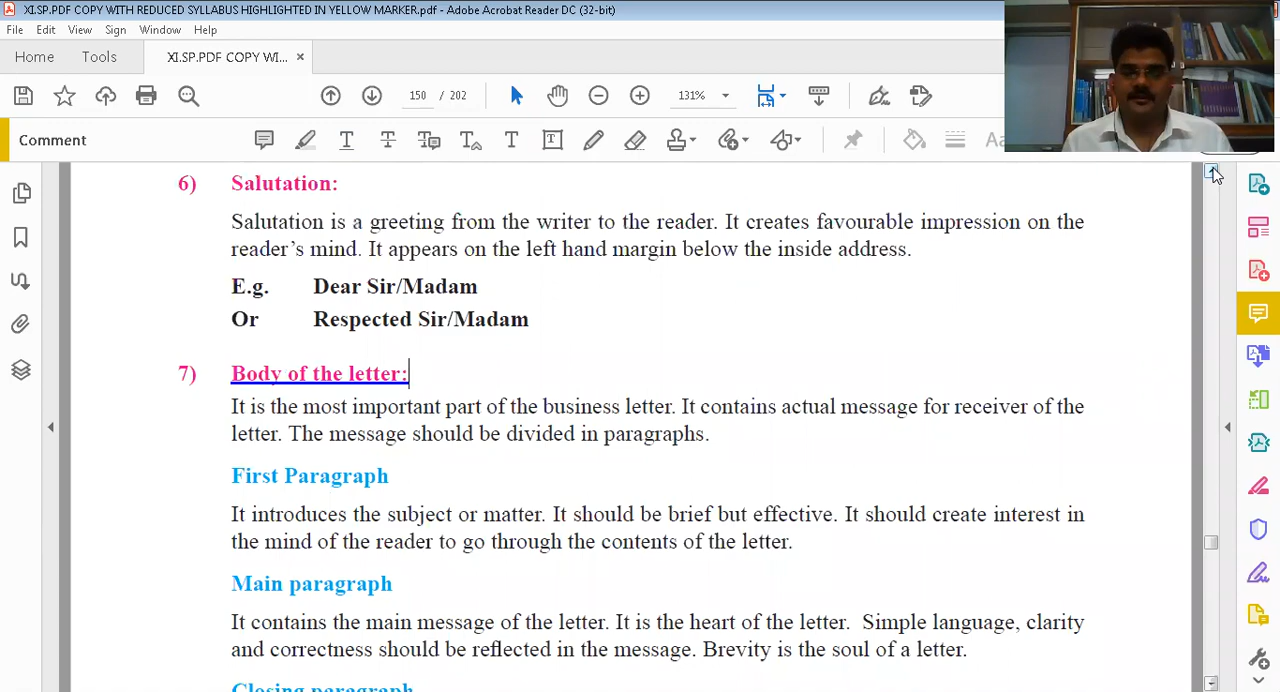 XI.SP.PDF COPY WITH REDUCED SYLLABUS HIGHLIGHTED IN YELLOW MARKER.pdf - Adobe Acrobat Reader DC (32-bit)
File Edit View Sign Window Help
Home Tools XI.SP.PDF COPY WI... ×
150 / 202 131%
Comment
6) Salutation:
Salutation is a greeting from the writer to the reader. It creates favourable impression on the
reader's mind. It appears on the left hand margin below the inside address.
E.g. Dear Sir/Madam
Or Respected Sir/Madam
7) Body of the letter:
It is the most important part of the business letter. It contains actual message for receiver of the
letter. The message should be divided in paragraphs.
First Paragraph
It introduces the subject or matter. It should be brief but effective. It should create interest in
the mind of the reader to go through the contents of the letter.
Main paragraph
It contains the main message of the letter. It is the heart of the letter. Simple language, clarity
and correctness should be reflected in the message. Brevity is the soul of a letter.
Closing paragraph